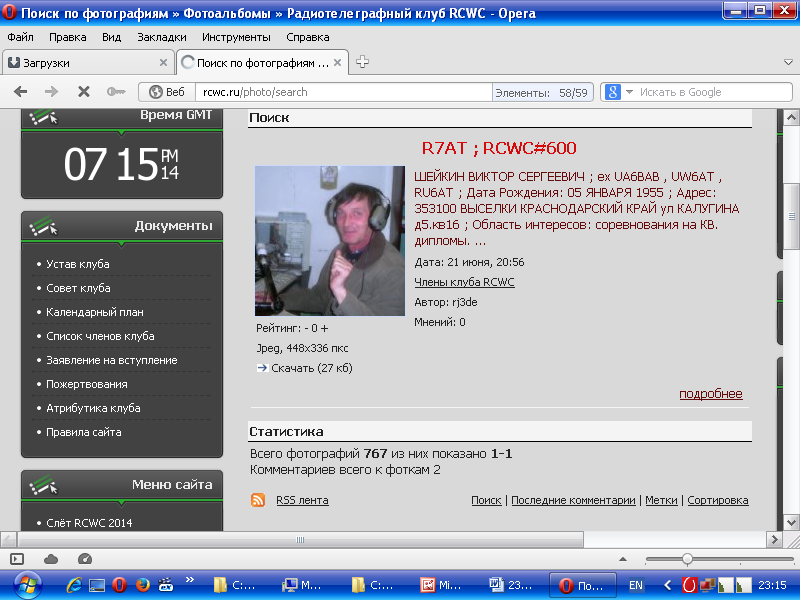 Поиск по фотографиям » Фотоальбомы » Радиотелеграфный клуб RCWC - Opera
Файл Правка Вид Закладки Инструменты Справка
Загрузки
Поиск по фотографиям ...
Веб rcwc.ru/photo/search Элементы: 58/59 Искать в Google
Время GMT
07 15 PM 14
Документы
• Устав клуба
• Совет клуба
• Календарный план
• Список членов клуба
• Заявление на вступление
• Пожертвования
• Атрибутика клуба
• Правила сайта
Меню сайта
• Слёт RCWC 2014
Поиск
R7AT ; RCWC#600
ШЕЙКИН ВИКТОР СЕРГЕЕВИЧ ; ex UA6BAB , UW6AT ,
RU6AT ; Дата Рождения: 05 ЯНВАРЯ 1955 ; Адрес:
353100 ВЫСЕЛКИ КРАСНОДАРСКИЙ КРАЙ ул КАЛУГИНА
д5.кв16 ; Область интересов: соревнования на КВ.
дипломы. ...
Дата: 21 июня, 20:56
Члены клуба RCWC
Автор: rj3de
Мнений: 0
Рейтинг: - 0 +
Jpeg, 448x336 пкс
Скачать (27 кб)
подробнее
Статистика
Всего фотографий 767 из них показано 1-1
Комментариев всего к фоткам 2
RSS лента
Поиск | Последние комментарии | Метки | Сортировка
C:... М... C:... Mi... 23... По... EN 23:15